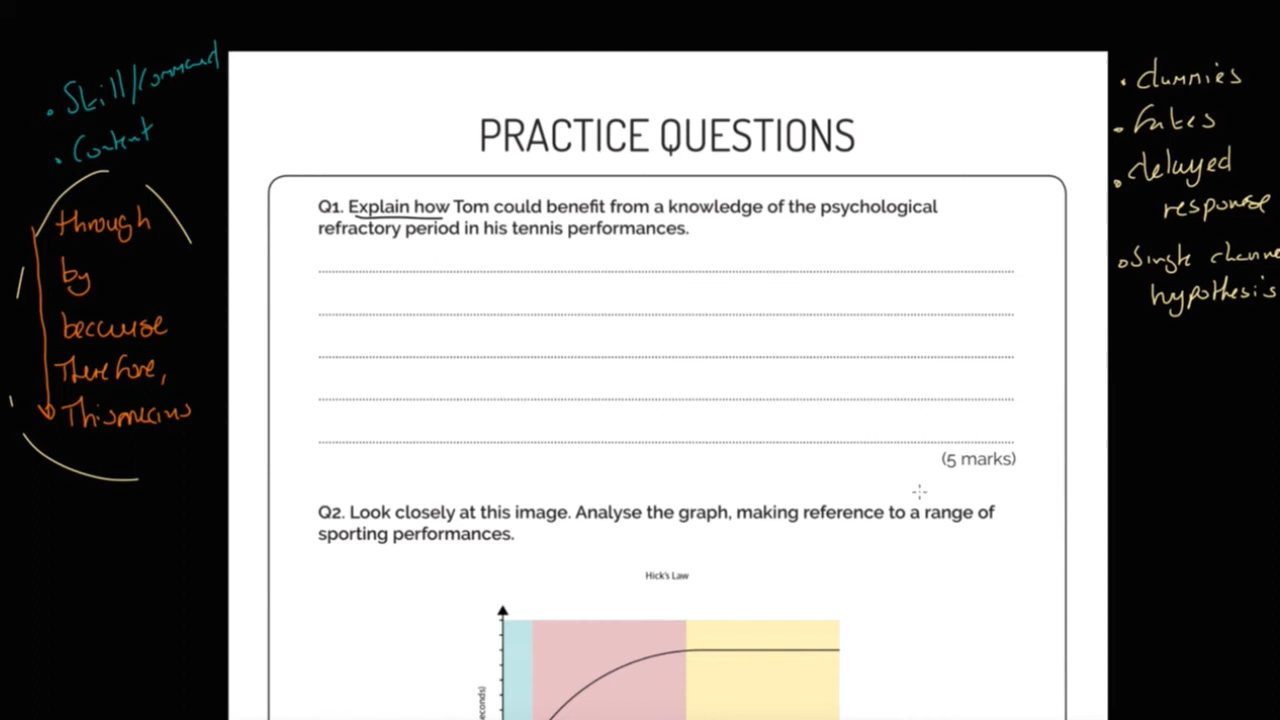 • Skill/Command
• Content
through
by
because
Therefore,
This means
PRACTICE QUESTIONS
Q1. Explain how Tom could benefit from a knowledge of the psychological
refractory period in his tennis performances.
(5 marks)
Q2. Look closely at this image. Analyse the graph, making reference to a range of
sporting performances.
Hick's Law
seconds)
• dummies
• fakes
• delayed
response
• Single channe
hypothesis